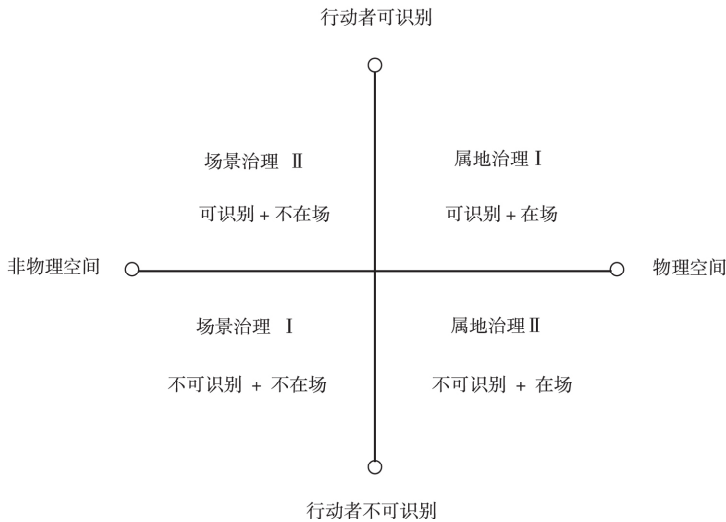 行动者可识别
场景治理 Ⅱ
属地治理Ⅰ
可识别+不在场
可识别+在场
非物理空间
物理空间
场景治理 Ⅰ
属地治理Ⅱ
不可识别 + 不在场
不可识别 + 在场
行动者不可识别